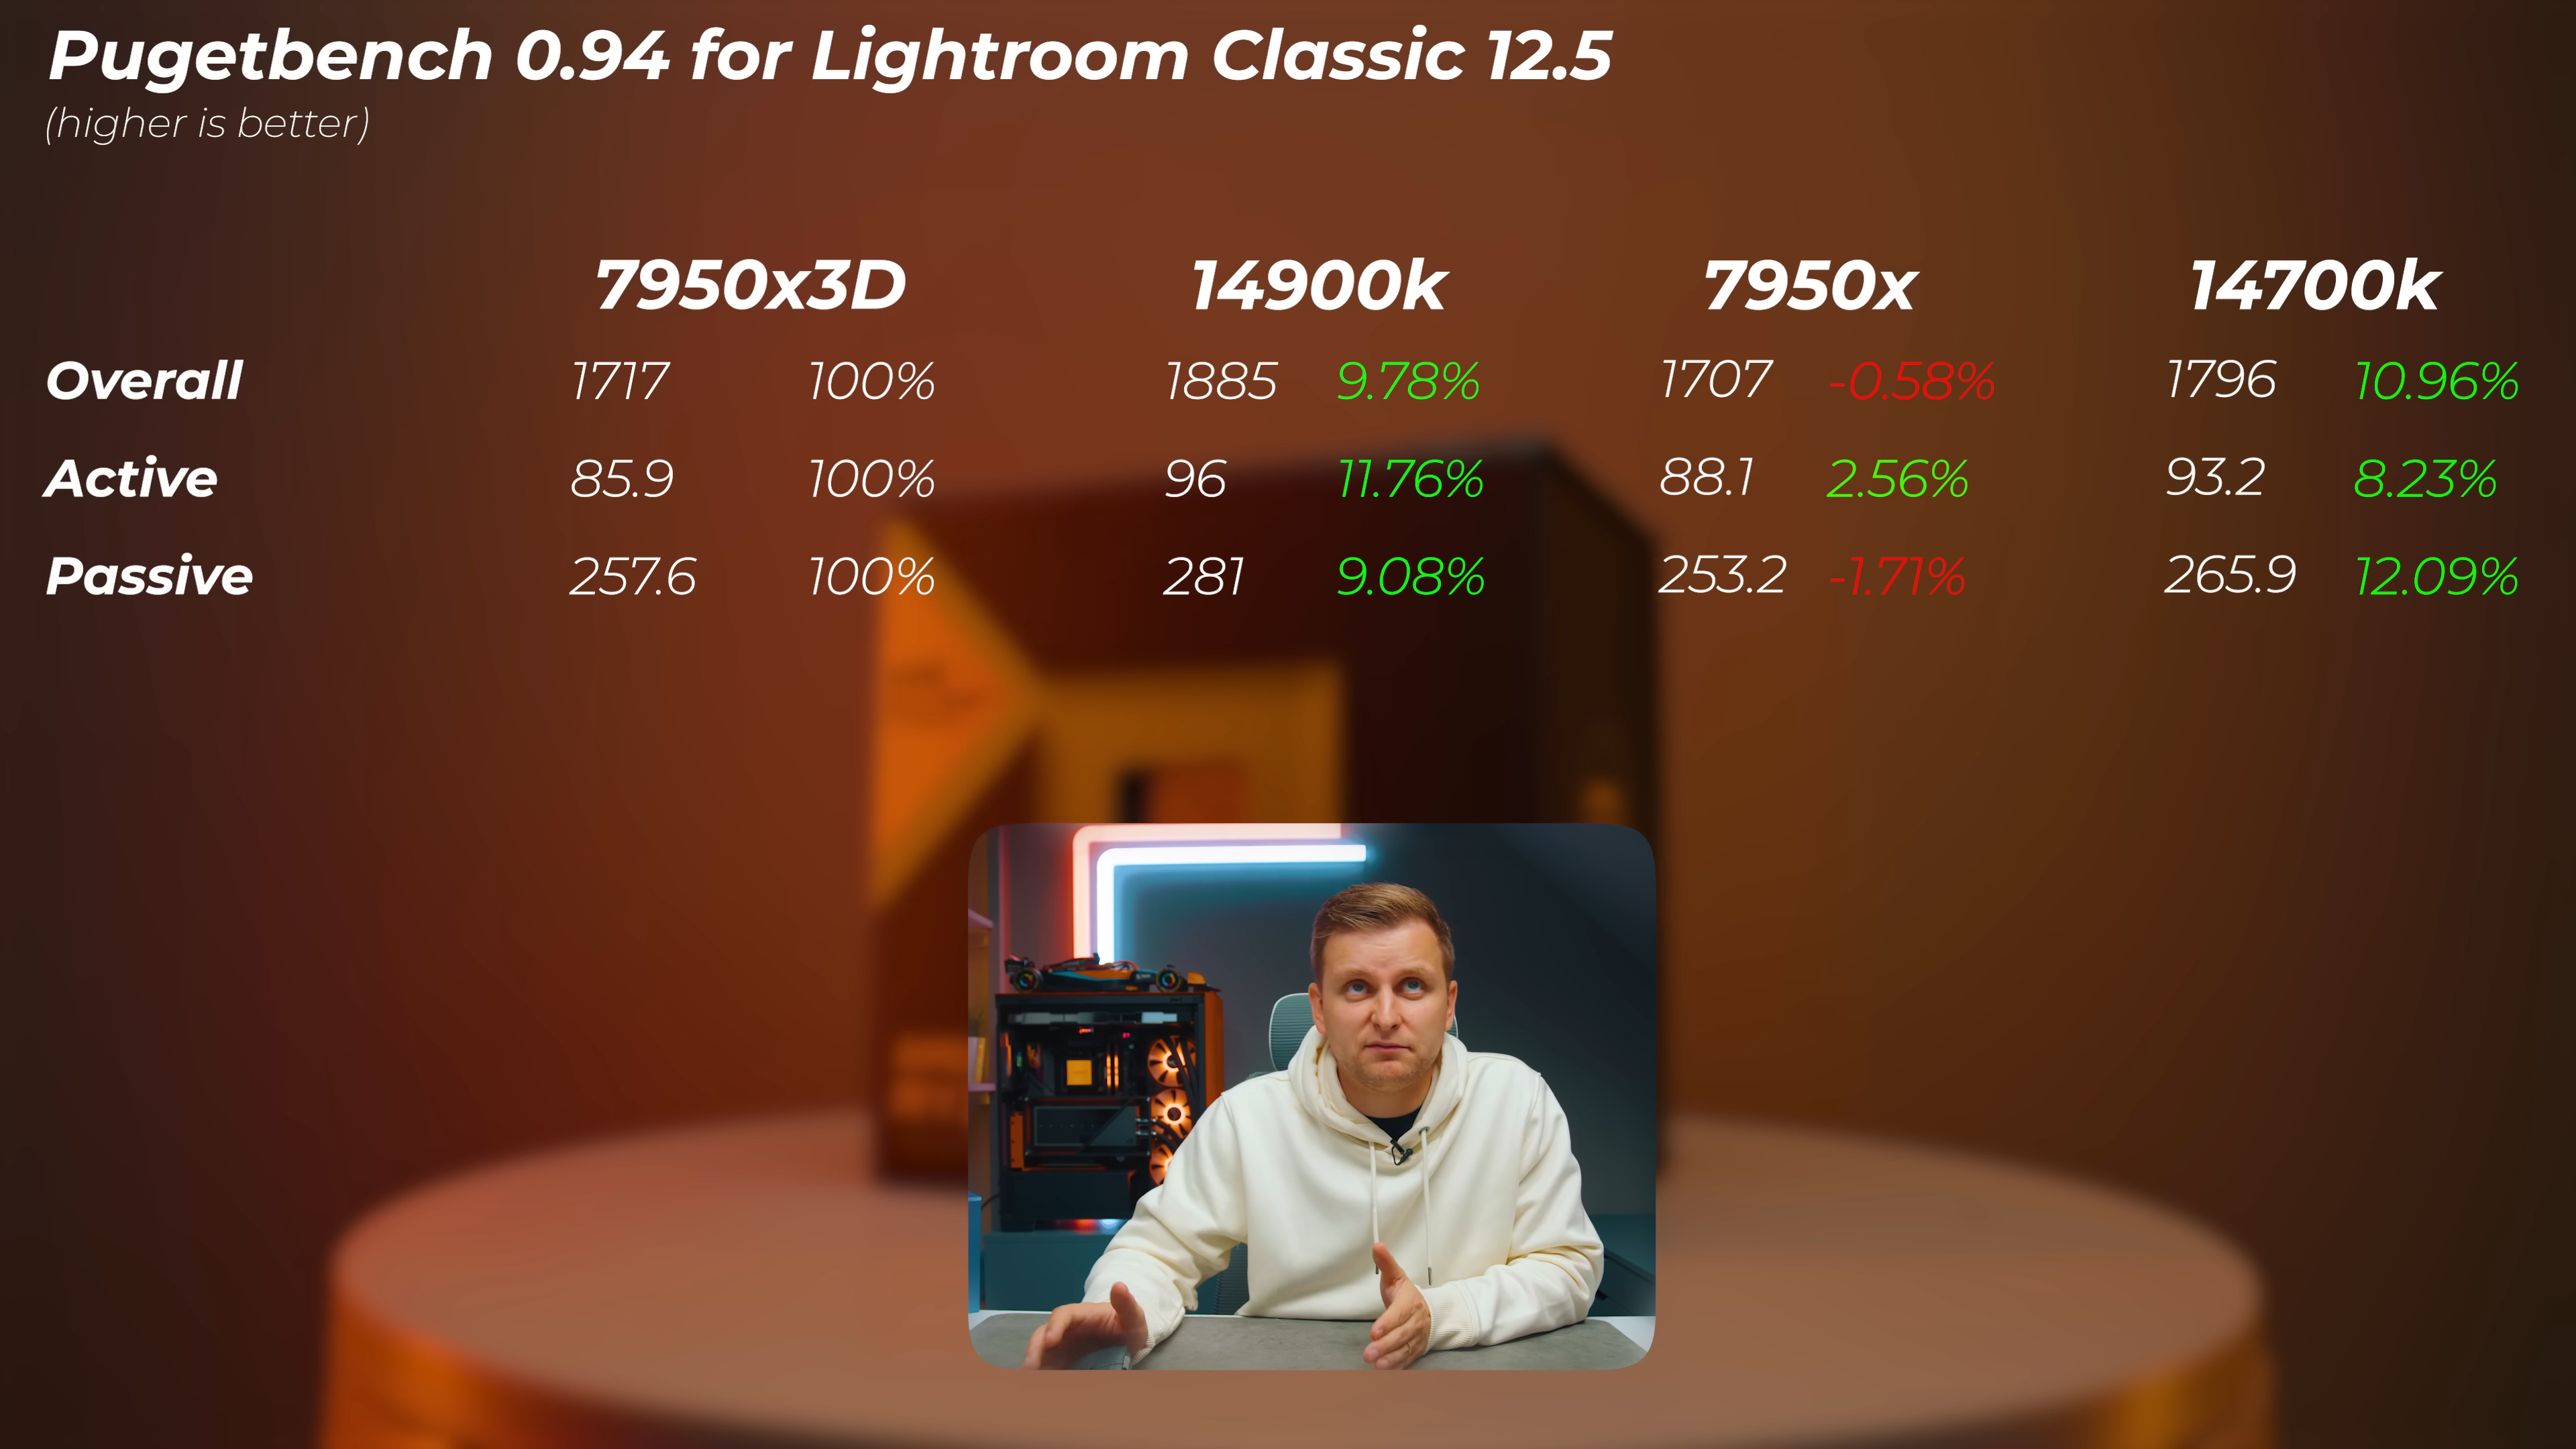 Pugetbench 0.94 for Lightroom Classic 12.5
(higher is better)
7950x3D 14900k 7950x 14700k
Overall 1717 100% 1885 9.78% 1707 -0.58% 1796 10.96%
Active 85.9 100% 96 11.76% 88.1 2.56% 93.2 8.23%
Passive 257.6 100% 281 9.08% 253.2 -1.71% 265.9 12.09%